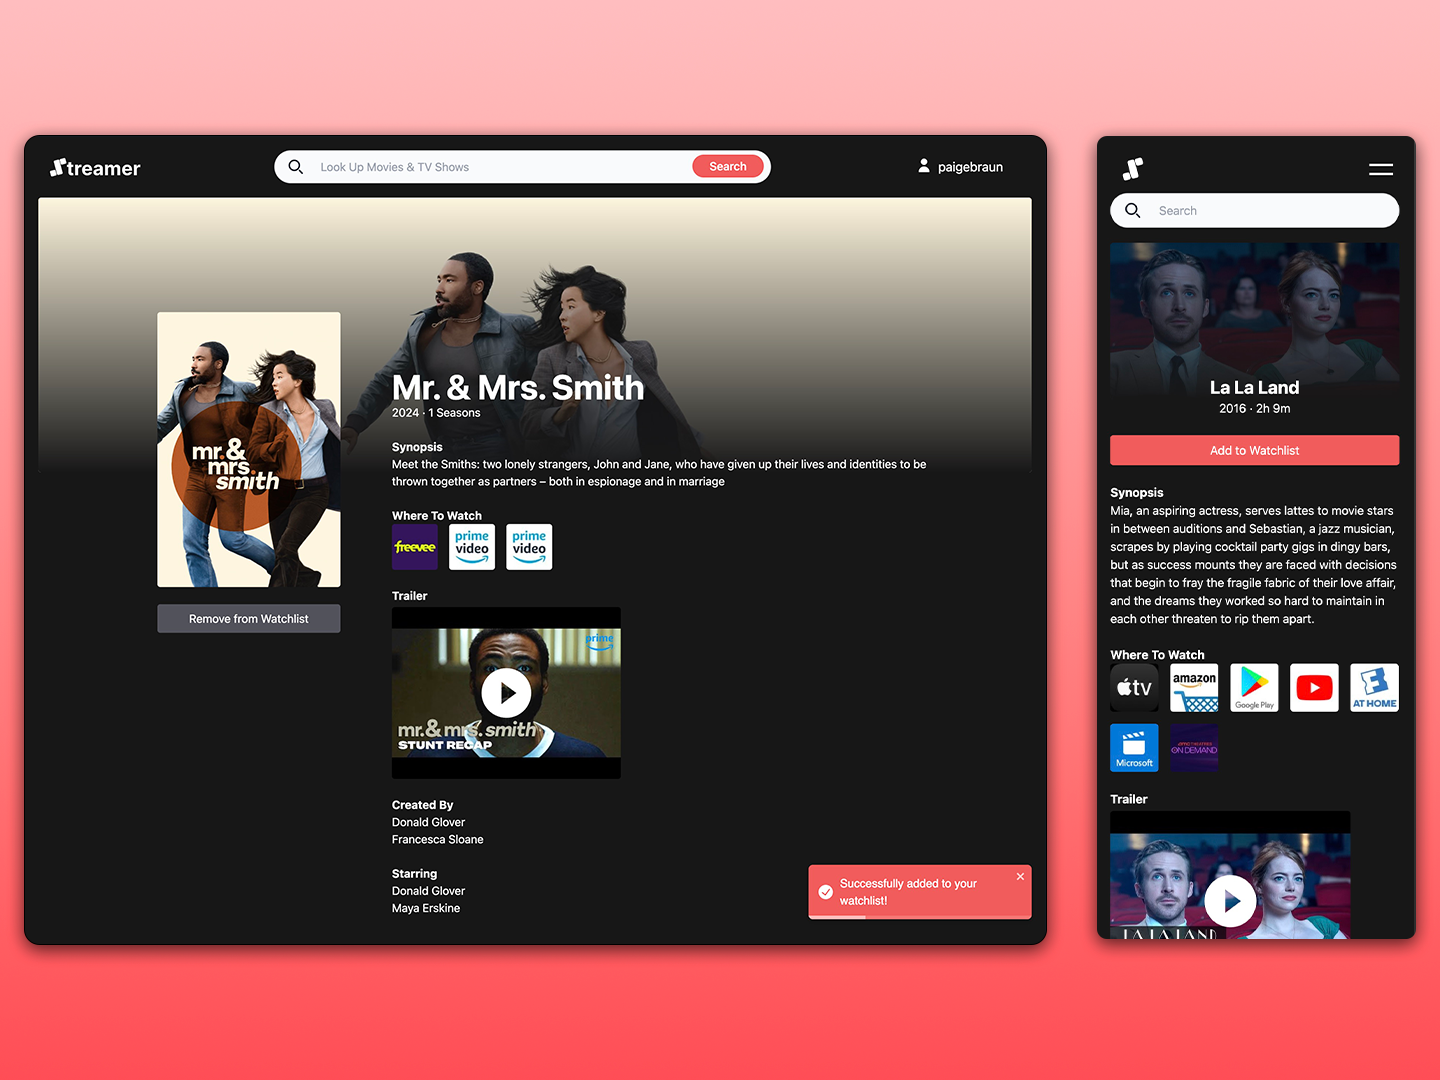 Streamer
Look Up Movies & TV Shows
Search
paigebraun
mr.&
mrs.
smith
Remove from Watchlist
Mr. & Mrs. Smith
2024 · 1 Seasons
Synopsis
Meet the Smiths: two lonely strangers, John and Jane, who have given up their lives and identities to be
thrown together as partners – both in espionage and in marriage
Where To Watch
freevee
prime
video
prime
video
Trailer
prime
mr.& mrs. smith
STUNT RECAP
Created By
Donald Glover
Francesca Sloane
Starring
Donald Glover
Maya Erskine
Successfully added to your
watchlist!
Search
La La Land
2016 · 2h 9m
Add to Watchlist
Synopsis
Mia, an aspiring actress, serves lattes to movie stars
in between auditions and Sebastian, a jazz musician,
scrapes by playing cocktail party gigs in dingy bars,
but as success mounts they are faced with decisions
that begin to fray the fragile fabric of their love affair,
and the dreams they worked so hard to maintain in
each other threaten to rip them apart.
Where To Watch
tv
amazon
Google Play
AT HOME
Microsoft
ON DEMAND
Trailer
LA LA LAND